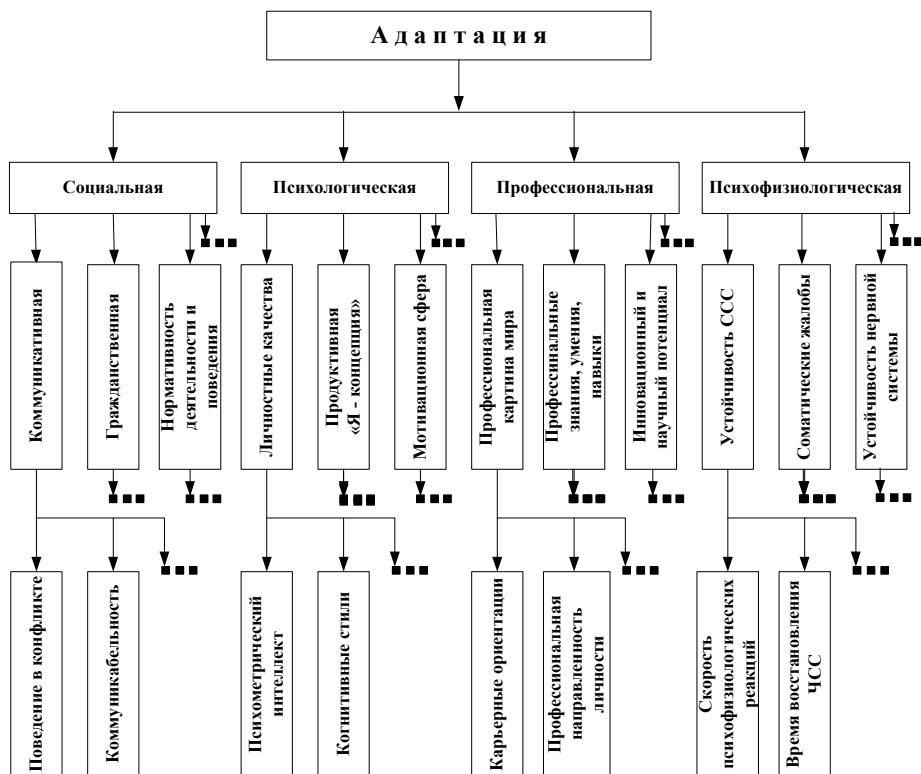 А д а п т а ц и я
Социальная
Психологическая
Профессиональная
Психофизиологическая
Коммуникативная
Гражданственная
Нормативность
деятельности и
поведения
Личностные качества
Продуктивная
«Я - концепция»
Мотивационная сфера
Профессиональная
картина мира
Профессинальные
знания, умения,
навыки
Инновационный и
научный потенциал
Устойчивость ССС
Соматические жалобы
Устойчивость нервной
системы
Поведение в конфликте
Коммуникабельность
Психометрический
интеллект
Когнитивные стили
Карьерные ориентации
Профессиональная
направленность
личности
Скорость
психофизиологических
реакций
Время восстановления
ЧСС